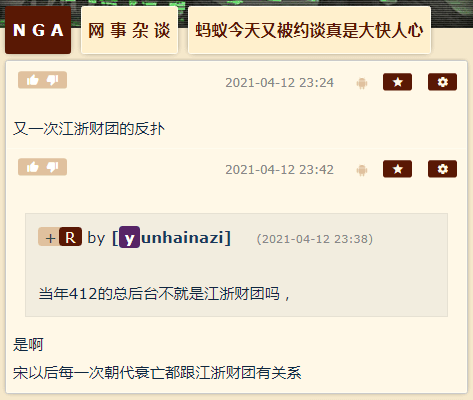 NGA 网事杂谈 蚂蚁今天又被约谈真是大快人心
2021-04-12 23:24
又一次江浙财团的反扑
2021-04-12 23:42
+R by [yunhainazi] (2021-04-12 23:38)
当年412的总后台不就是江浙财团吗，
是啊
宋以后每一次朝代衰亡都跟江浙财团有关系